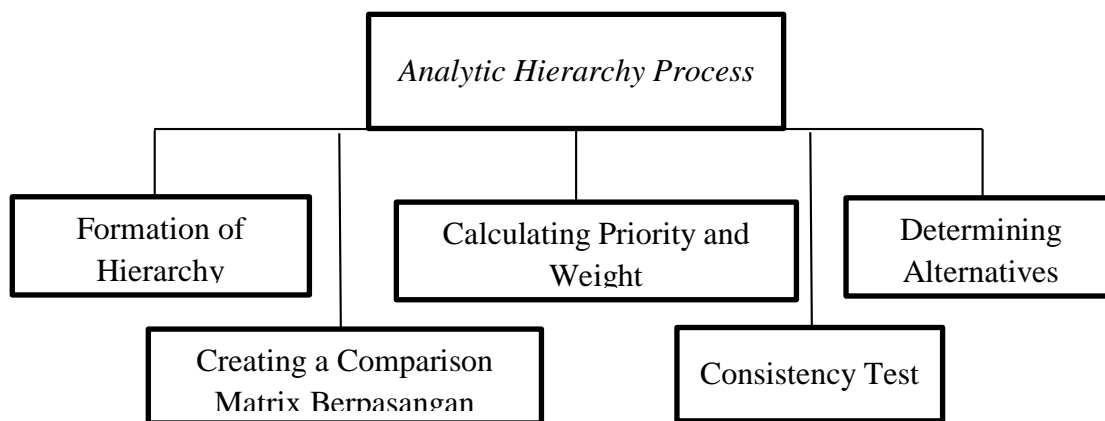 Analytic Hierarchy Process
Formation of
Hierarchy
Calculating Priority and
Weight
Determining
Alternatives
Creating a Comparison
Matrix Berpasangan
Consistency Test